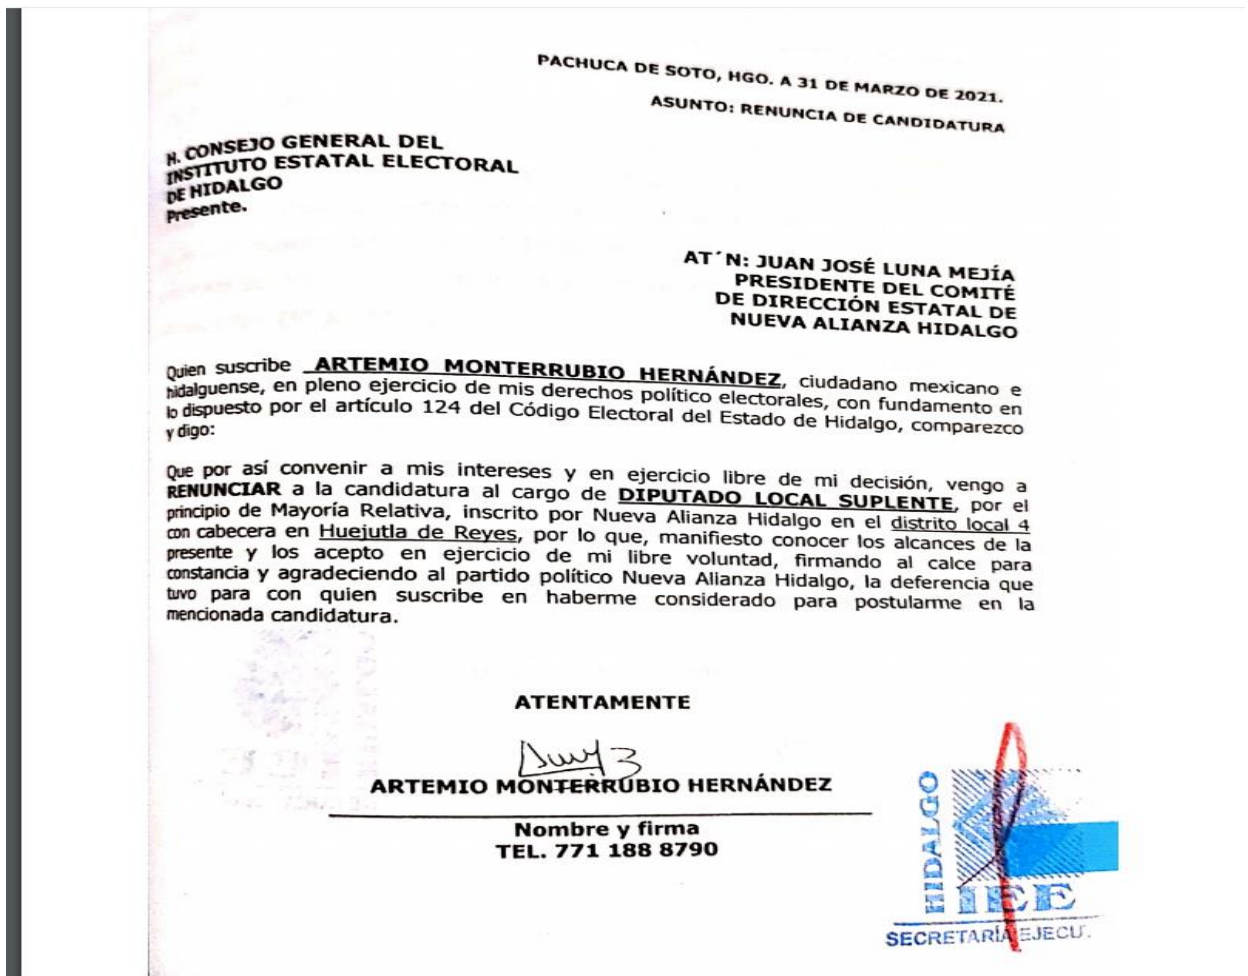 PACHUCA DE SOTO, HGO. A 31 DE MARZO DE 2021.
ASUNTO: RENUNCIA DE CANDIDATURA
H. CONSEJO GENERAL DEL
INSTITUTO ESTATAL ELECTORAL
DE HIDALGO
Presente.
AT´N: JUAN JOSÉ LUNA MEJÍA
PRESIDENTE DEL COMITÉ
DE DIRECCIÓN ESTATAL DE
NUEVA ALIANZA HIDALGO
Quien suscribe ARTEMIO MONTERRUBIO HERNÁNDEZ, ciudadano mexicano e
hidalguense, en pleno ejercicio de mis derechos político electorales, con fundamento en
lo dispuesto por el artículo 124 del Código Electoral del Estado de Hidalgo, comparezco
y digo:
Que por así convenir a mis intereses y en ejercicio libre de mi decisión, vengo a
RENUNCIAR a la candidatura al cargo de DIPUTADO LOCAL SUPLENTE, por el
principio de Mayoría Relativa, inscrito por Nueva Alianza Hidalgo en el distrito local 4
con cabecera en Huejutla de Reyes, por lo que, manifiesto conocer los alcances de la
presente y los acepto en ejercicio de mi libre voluntad, firmando al calce para
constancia y agradeciendo al partido político Nueva Alianza Hidalgo, la deferencia que
tuvo para con quien suscribe en haberme considerado para postularme en la
mencionada candidatura.
ATENTAMENTE
ARTEMIO MONTERRUBIO HERNÁNDEZ
Nombre y firma
TEL. 771 188 8790
HIDALGO
IEE
SECRETARÍA EJECU.